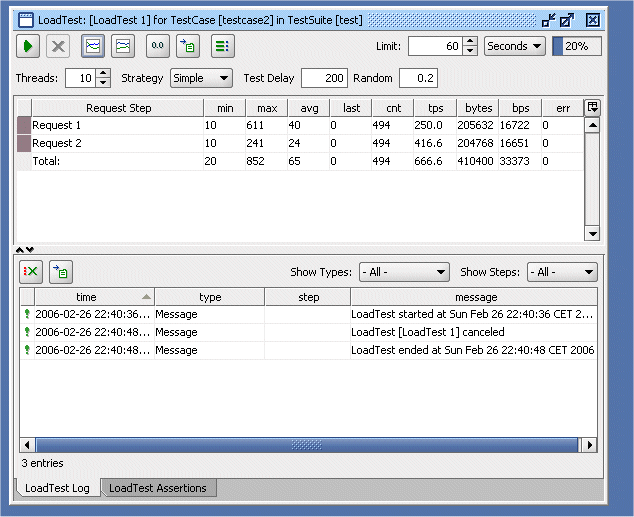 LoadTest: [LoadTest 1] for TestCase [testcase2] in TestSuite [test]
0.0 Limit: 60 Seconds 20%
Threads: 10 Strategy Simple Test Delay 200 Random 0.2
Request Step min max avg last cnt tps bytes bps err
Request 1 10 611 40 0 494 250.0 205632 16722 0
Request 2 10 241 24 0 494 416.6 204768 16651 0
Total: 20 852 65 0 494 666.6 410400 33373 0
Show Types: - All - Show Steps: - All -
time type step message
2006-02-26 22:40:36... Message LoadTest started at Sun Feb 26 22:40:36 CET 2...
2006-02-26 22:40:48... Message LoadTest [LoadTest 1] canceled
2006-02-26 22:40:48... Message LoadTest ended at Sun Feb 26 22:40:48 CET 2006
3 entries
LoadTest Log LoadTest Assertions